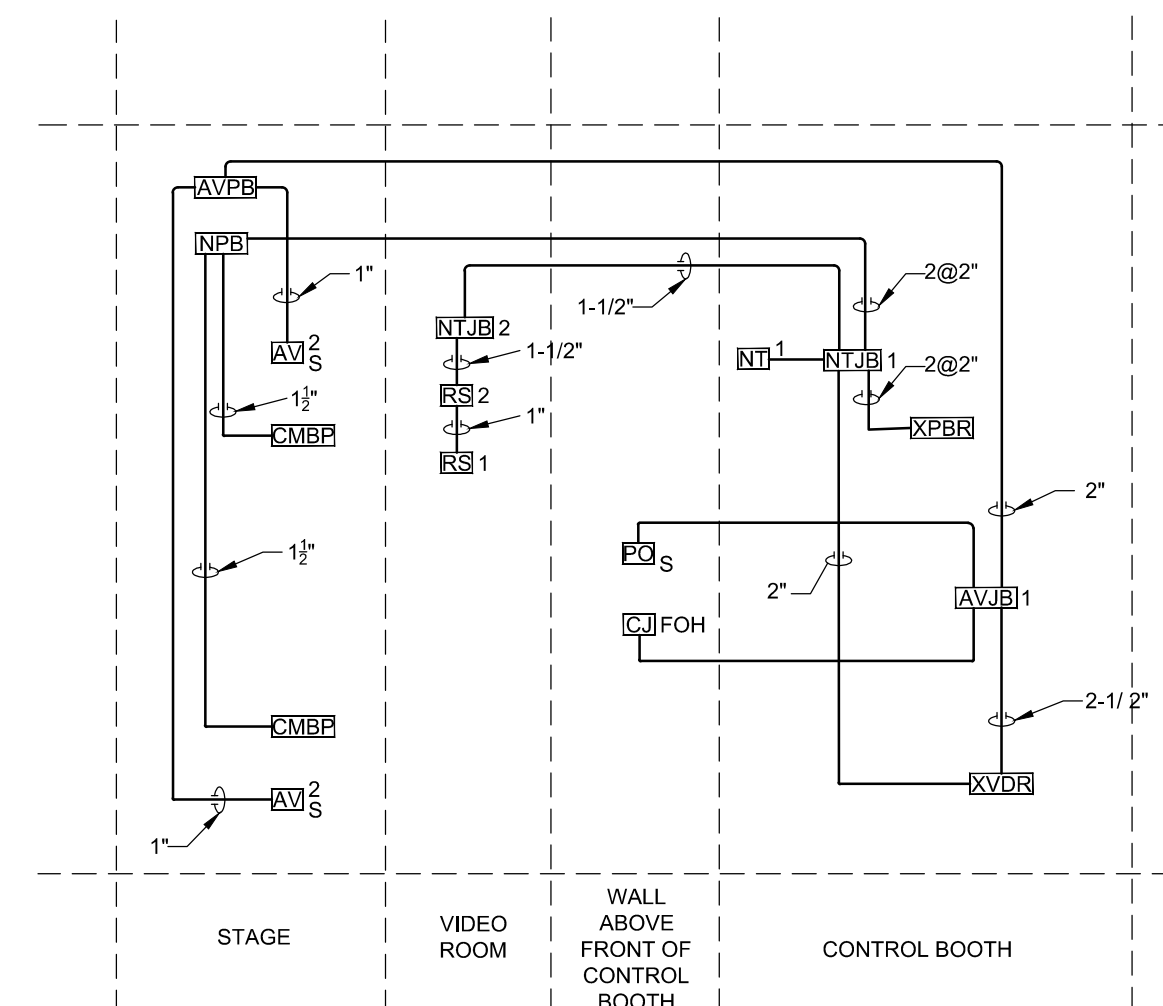 AVPB
NPB
1"
2@2"
1-1/2"
NTJB 2
AV 2 S
1-1/2"
NT 1
NTJB 1
2@2"
RS 2
1½"
1"
CMBP
XPBR
RS 1
2"
1½"
PO S
2"
AVJB 1
CJ FOH
2-1/ 2"
CMBP
XVDR
AV 2 S
1"
STAGE
VIDEO
ROOM
WALL
ABOVE
FRONT OF
CONTROL
BOOTH
CONTROL BOOTH